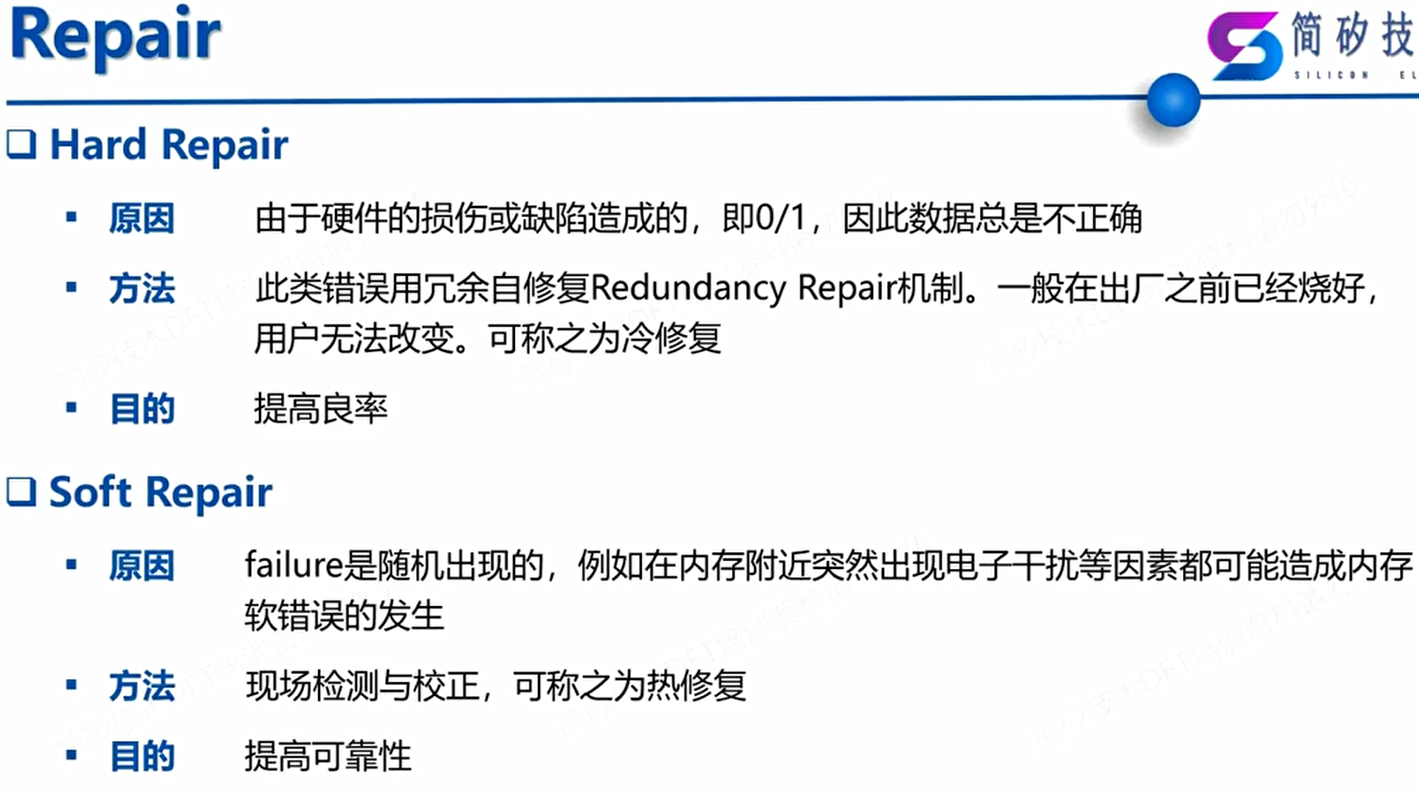 Repair
简矽技
SILICON EL
Hard Repair
原因 由于硬件的损伤或缺陷造成的，即0/1，因此数据总是不正确
方法 此类错误用冗余自修复Redundancy Repair机制。一般在出厂之前已经烧好，
用户无法改变。可称之为冷修复
目的 提高良率
Soft Repair
原因 failure是随机出现的，例如在内存附近突然出现电子干扰等因素都可能造成内存
软错误的发生
方法 现场检测与校正，可称之为热修复
目的 提高可靠性